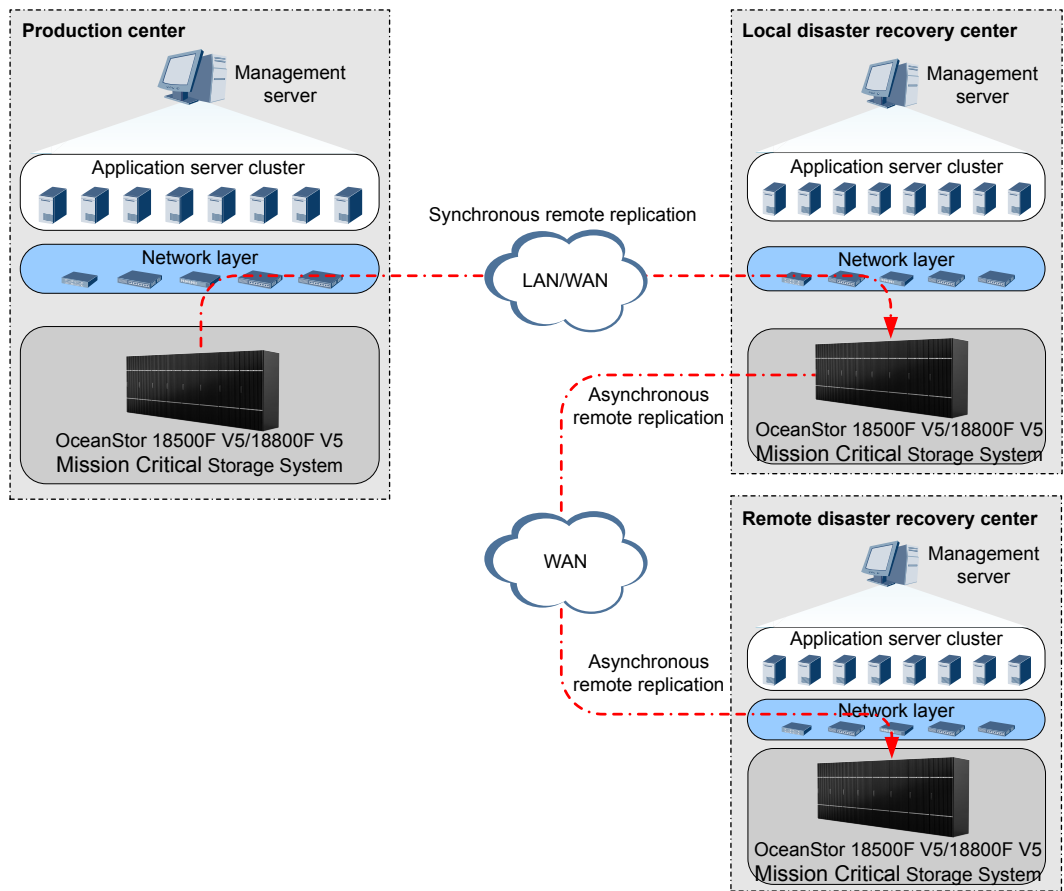 Production center
Management
server
Application server cluster
Network layer
OceanStor 18500F V5/18800F V5
Mission Critical Storage System
Synchronous remote replication
LAN/WAN
Local disaster recovery center
Management
server
Application server cluster
Network layer
OceanStor 18500F V5/18800F V5
Mission Critical Storage System
Asynchronous
remote replication
WAN
Asynchronous
remote replication
Remote disaster recovery center
Management
server
Application server cluster
Network layer
OceanStor 18500F V5/18800F V5
Mission Critical Storage System